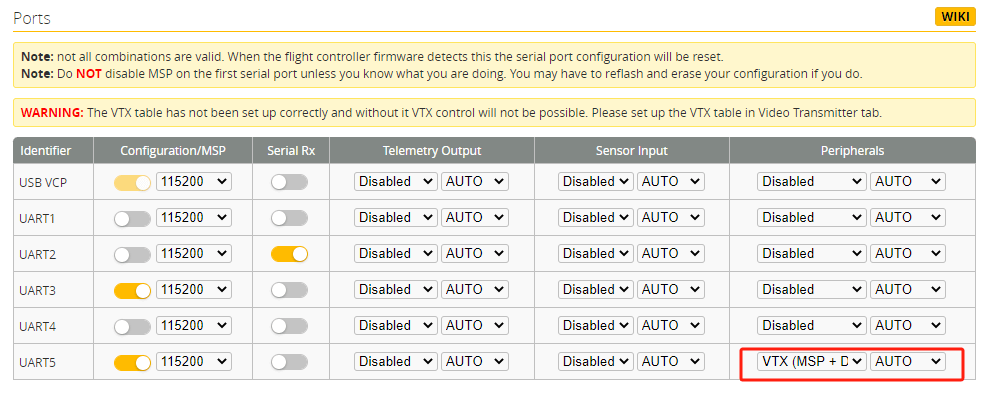 Ports WIKI
Note: not all combinations are valid. When the flight controller firmware detects this the serial port configuration will be reset.
Note: Do NOT disable MSP on the first serial port unless you know what you are doing. You may have to reflash and erase your configuration if you do.
WARNING: The VTX table has not been set up correctly and without it VTX control will not be possible. Please set up the VTX table in Video Transmitter tab.
Identifier Configuration/MSP Serial Rx Telemetry Output Sensor Input Peripherals
USB VCP 115200 Disabled AUTO Disabled AUTO Disabled AUTO
UART1 115200 Disabled AUTO Disabled AUTO Disabled AUTO
UART2 115200 Disabled AUTO Disabled AUTO Disabled AUTO
UART3 115200 Disabled AUTO Disabled AUTO Disabled AUTO
UART4 115200 Disabled AUTO Disabled AUTO Disabled AUTO
UART5 115200 Disabled AUTO Disabled AUTO VTX (MSP + D AUTO